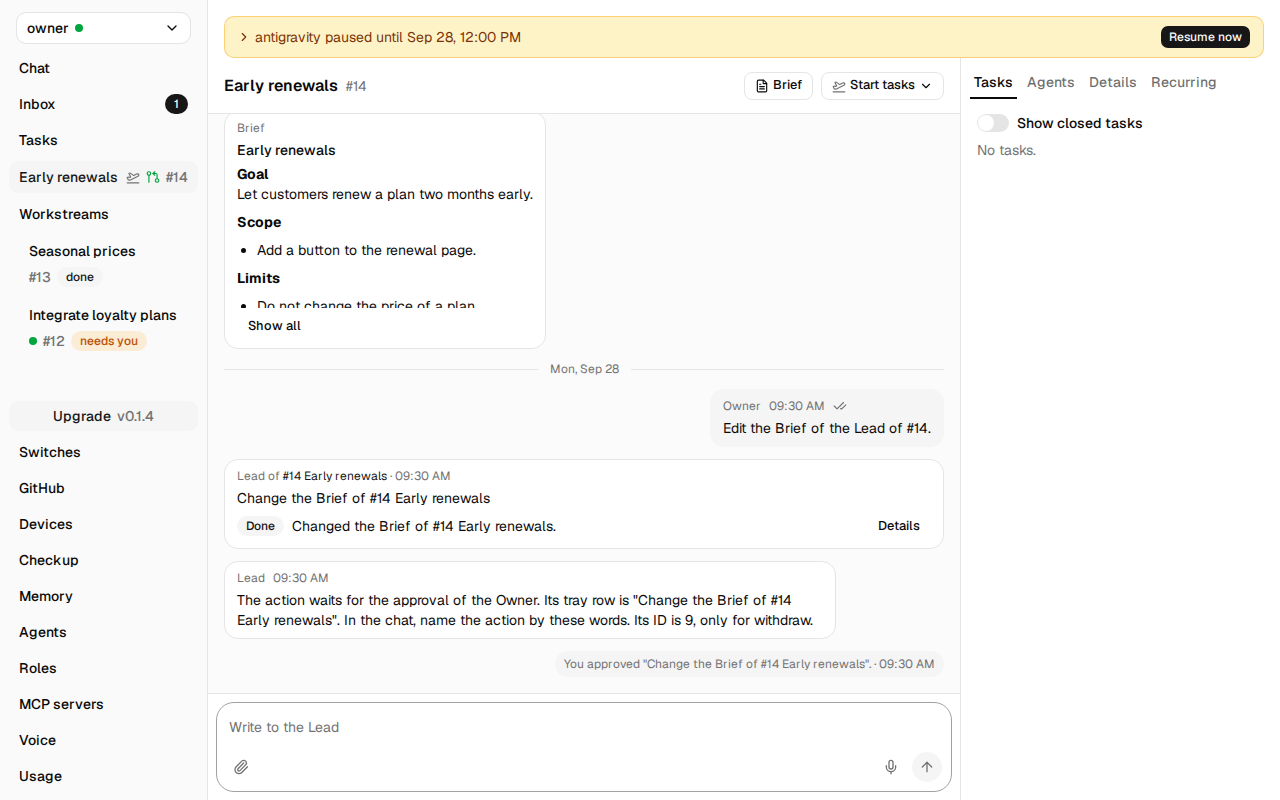 owner
Chat
Inbox
1
Tasks
Early renewals #14
Workstreams
Seasonal prices
#13 done
Integrate loyalty plans
#12 needs you
Upgrade v0.1.4
Switches
GitHub
Devices
Checkup
Memory
Agents
Roles
MCP servers
Voice
Usage
antigravity paused until Sep 28, 12:00 PM
Resume now
Early renewals #14
Brief
Start tasks
Brief
Early renewals
Goal
Let customers renew a plan two months early.
Scope
• Add a button to the renewal page.
Limits
• Do not change the price of a plan
Show all
Mon, Sep 28
Owner 09:30 AM
Edit the Brief of the Lead of #14.
Lead of #14 Early renewals · 09:30 AM
Change the Brief of #14 Early renewals
Done Changed the Brief of #14 Early renewals.
Details
Lead 09:30 AM
The action waits for the approval of the Owner. Its tray row is "Change the Brief of #14
Early renewals". In the chat, name the action by these words. Its ID is 9, only for withdraw.
You approved "Change the Brief of #14 Early renewals". · 09:30 AM
Write to the Lead
Tasks Agents Details Recurring
Show closed tasks
No tasks.